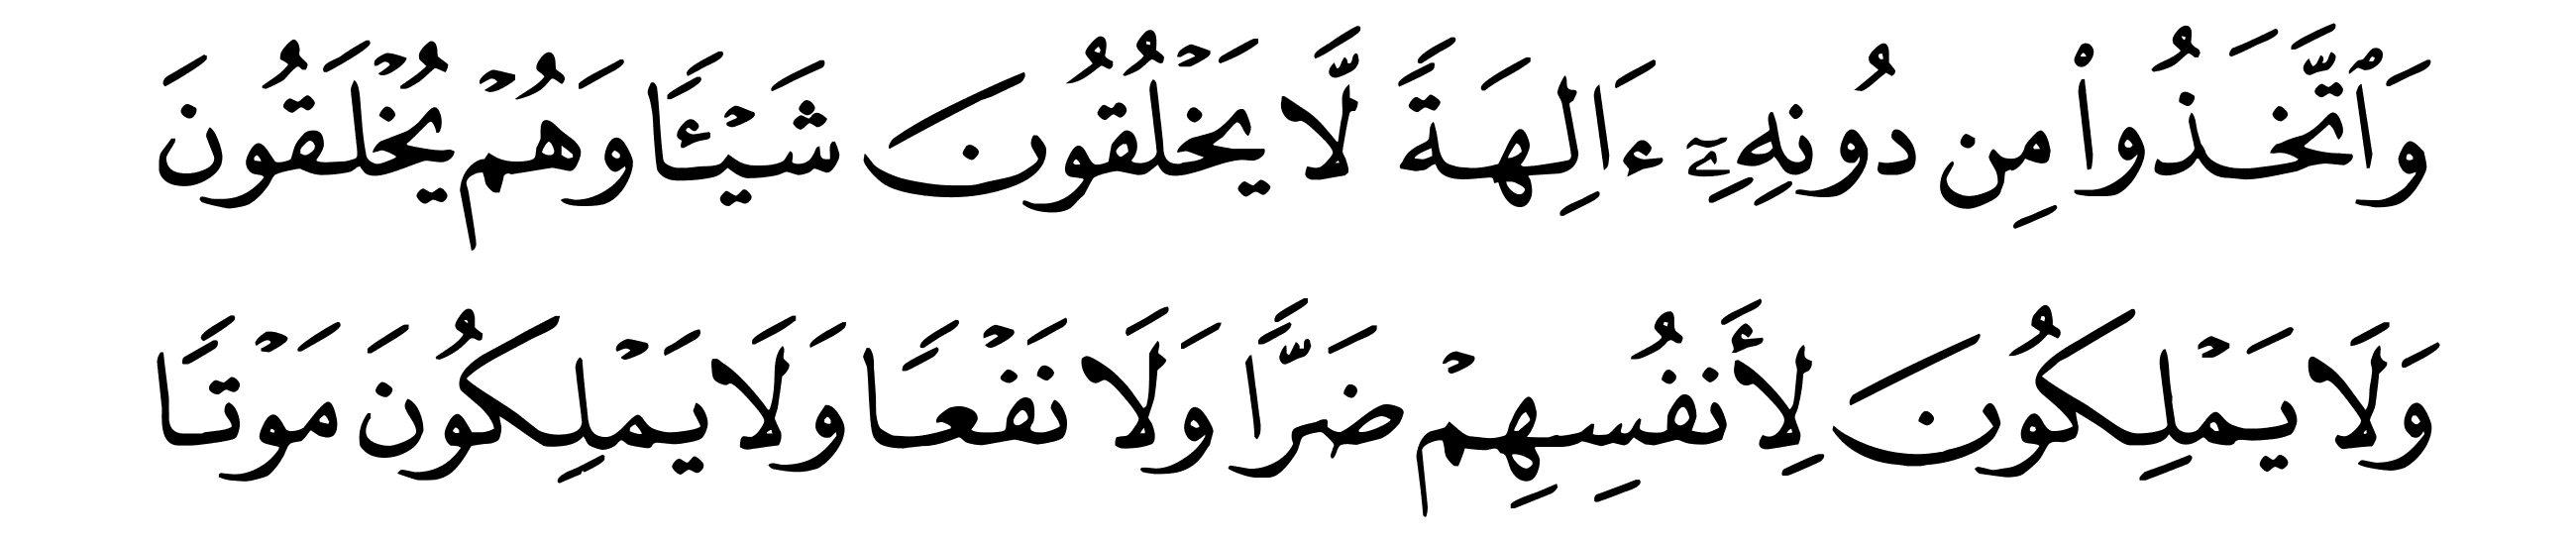 وَٱتَّخَذُوا۟ مِن دُونِهِۦٓ ءَالِهَةً لَّا يَخْلُقُونَ شَيْـًٔا وَهُمْ يُخْلَقُونَ
وَلَا يَمْلِكُونَ لِأَنفُسِهِمْ ضَرًّا وَلَا نَفْعًا وَلَا يَمْلِكُونَ مَوْتًا